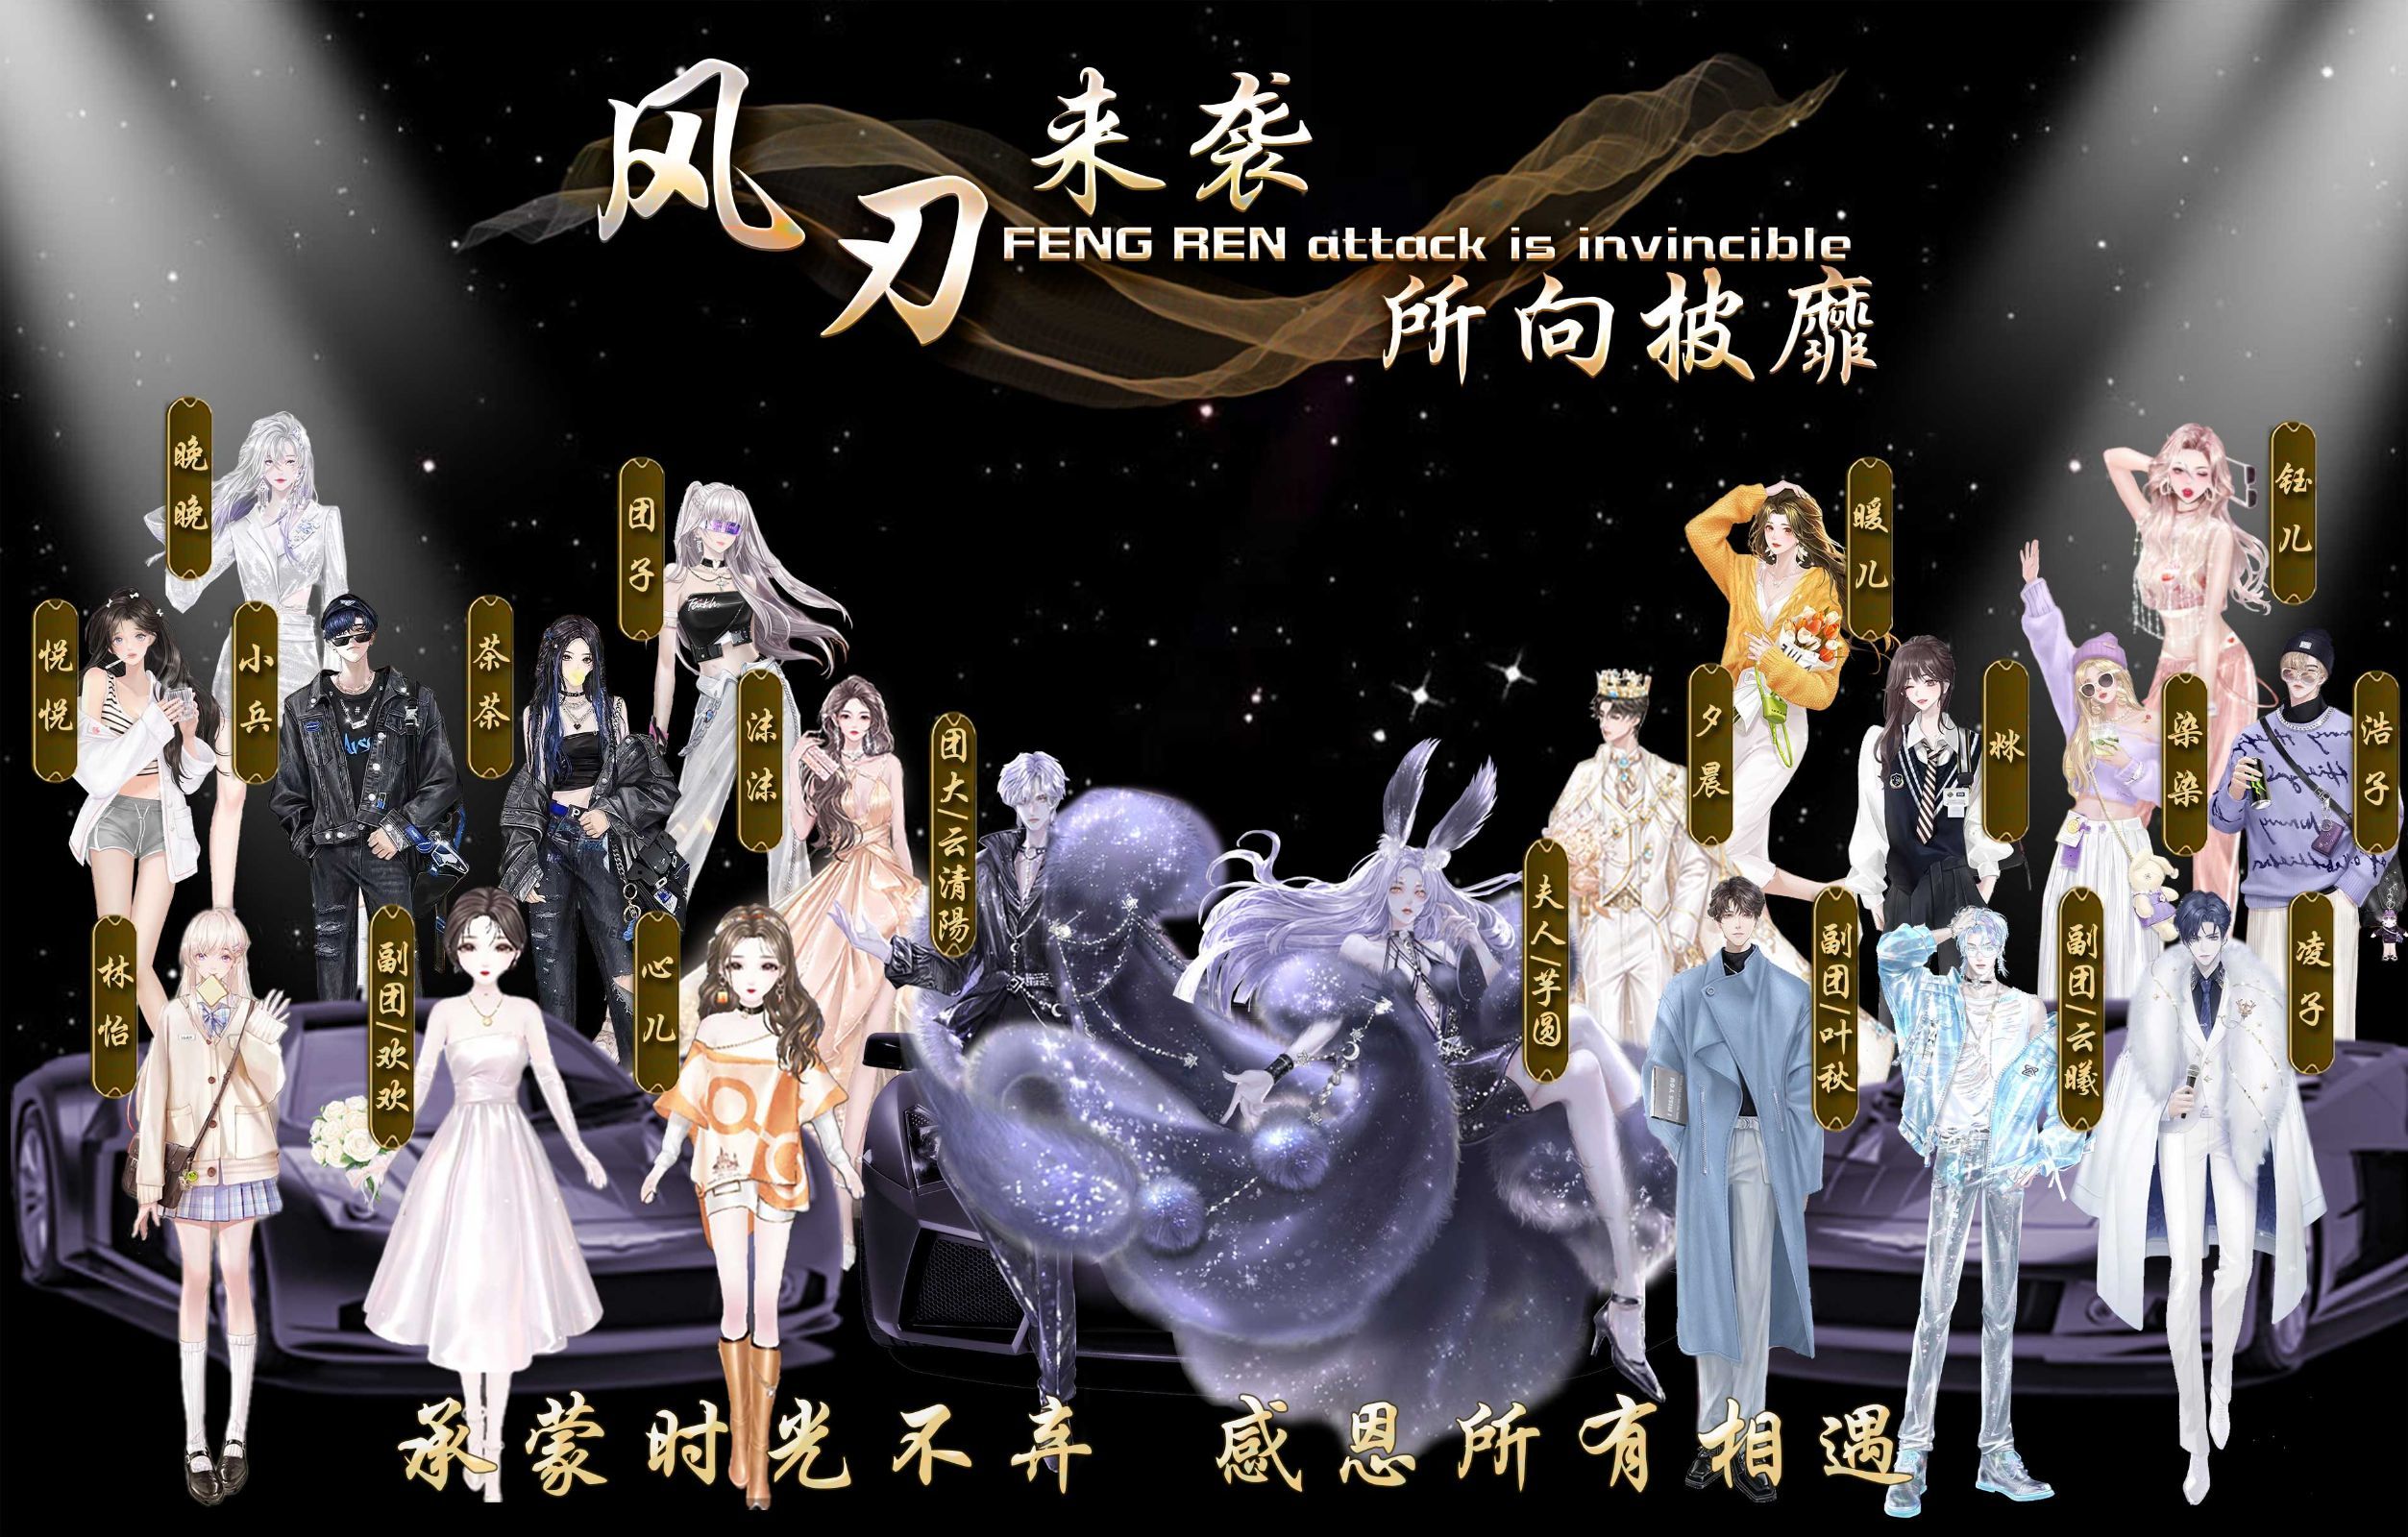 风刃
来袭
FENG REN attack is invincible
所向披靡
晚晚
钰儿
团子
暖儿
悦悦
小兵
茶茶
沫沫
团大/云清陽
夕晨
染染
浩子
夫人/芋圆
林怡
副团/欢欢
心儿
副团/叶秋
副团/云曦
凌子
承蒙时光不弃 感恩所有相遇